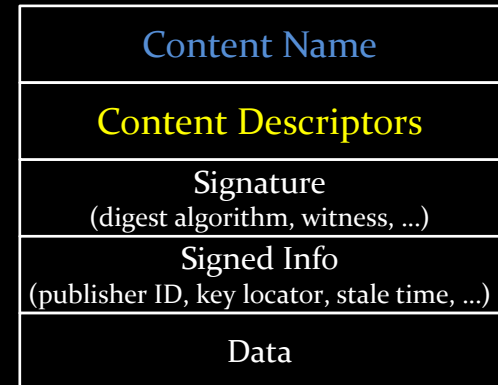 Content Name
Content Descriptors
Signature
(digest algorithm, witness, ...)
Signed Info
(publisher ID, key locator, stale time, ...)
Data